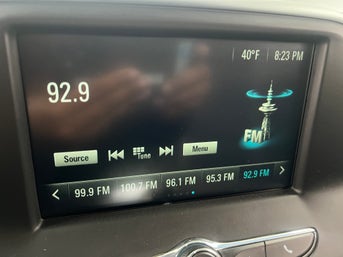 40°F 8:23 PM
92.9
FM
Source Tune Menu
99.9 FM 100.7 FM 96.1 FM 95.3 FM 92.9 FM